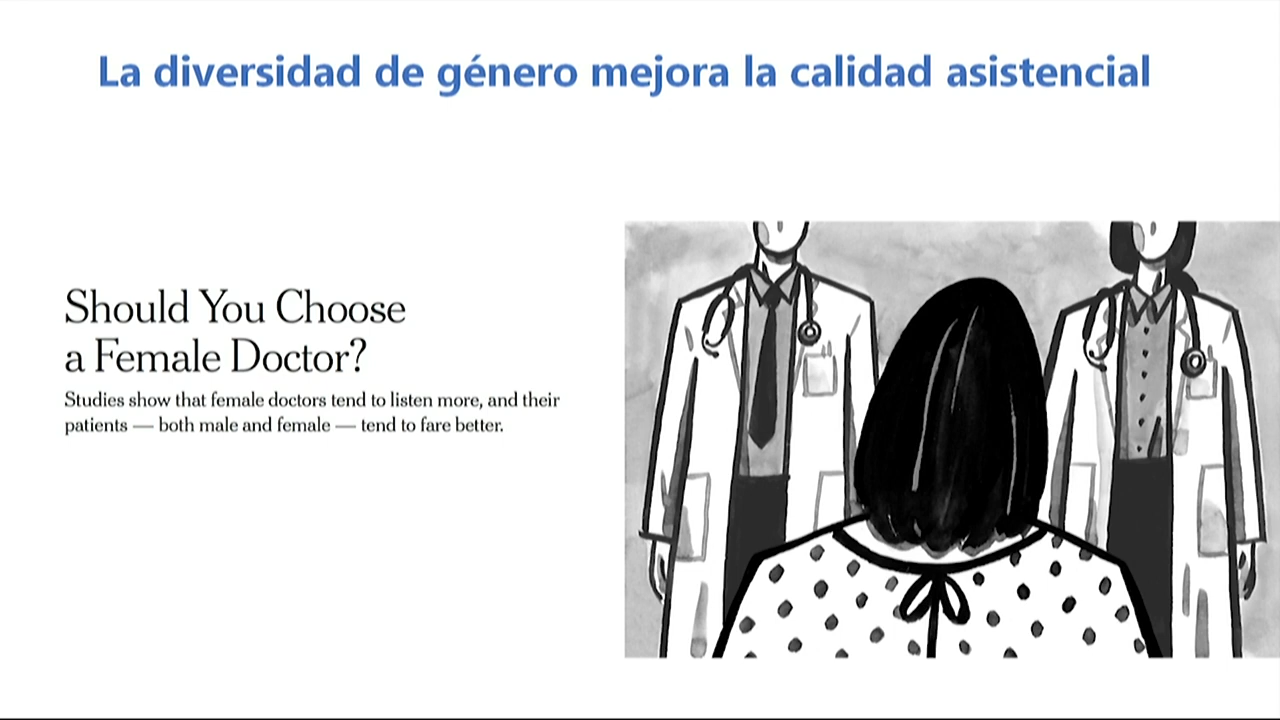 La diversidad de género mejora la calidad asistencial
Should You Choose
a Female Doctor?
Studies show that female doctors tend to listen more, and their
patients — both male and female — tend to fare better.